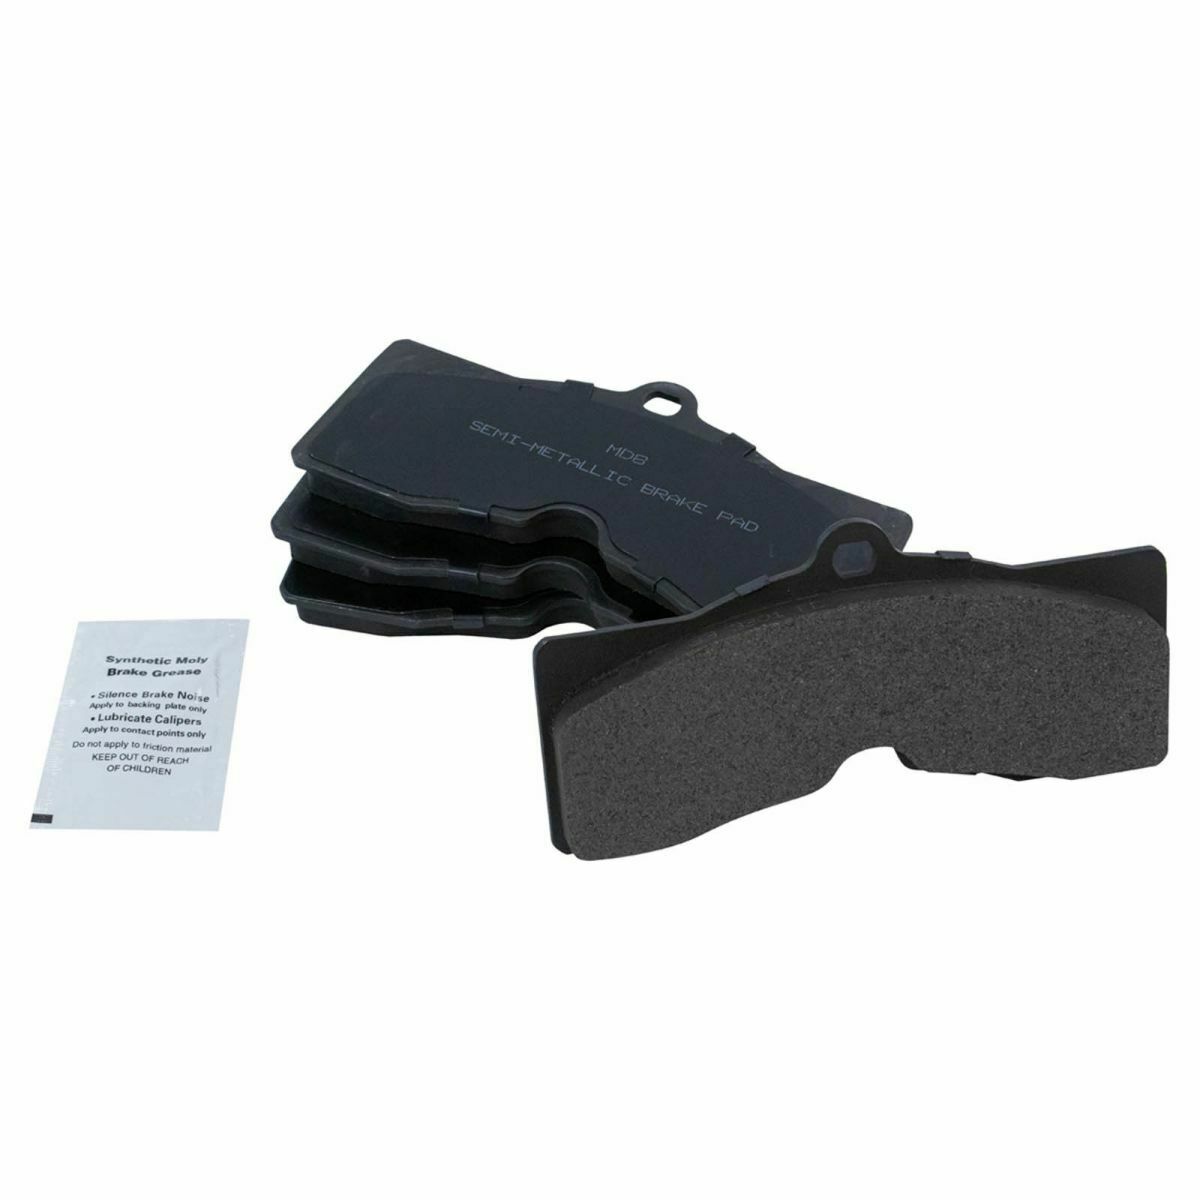 MD8
SEMI-METALLIC BRAKE PAD
Synthetic Moly
Brake Grease
• Silence Brake Noise
Apply to backing plate only
• Lubricate Calipers
Apply to contact points only
Do not apply to friction material
KEEP OUT OF REACH
OF CHILDREN